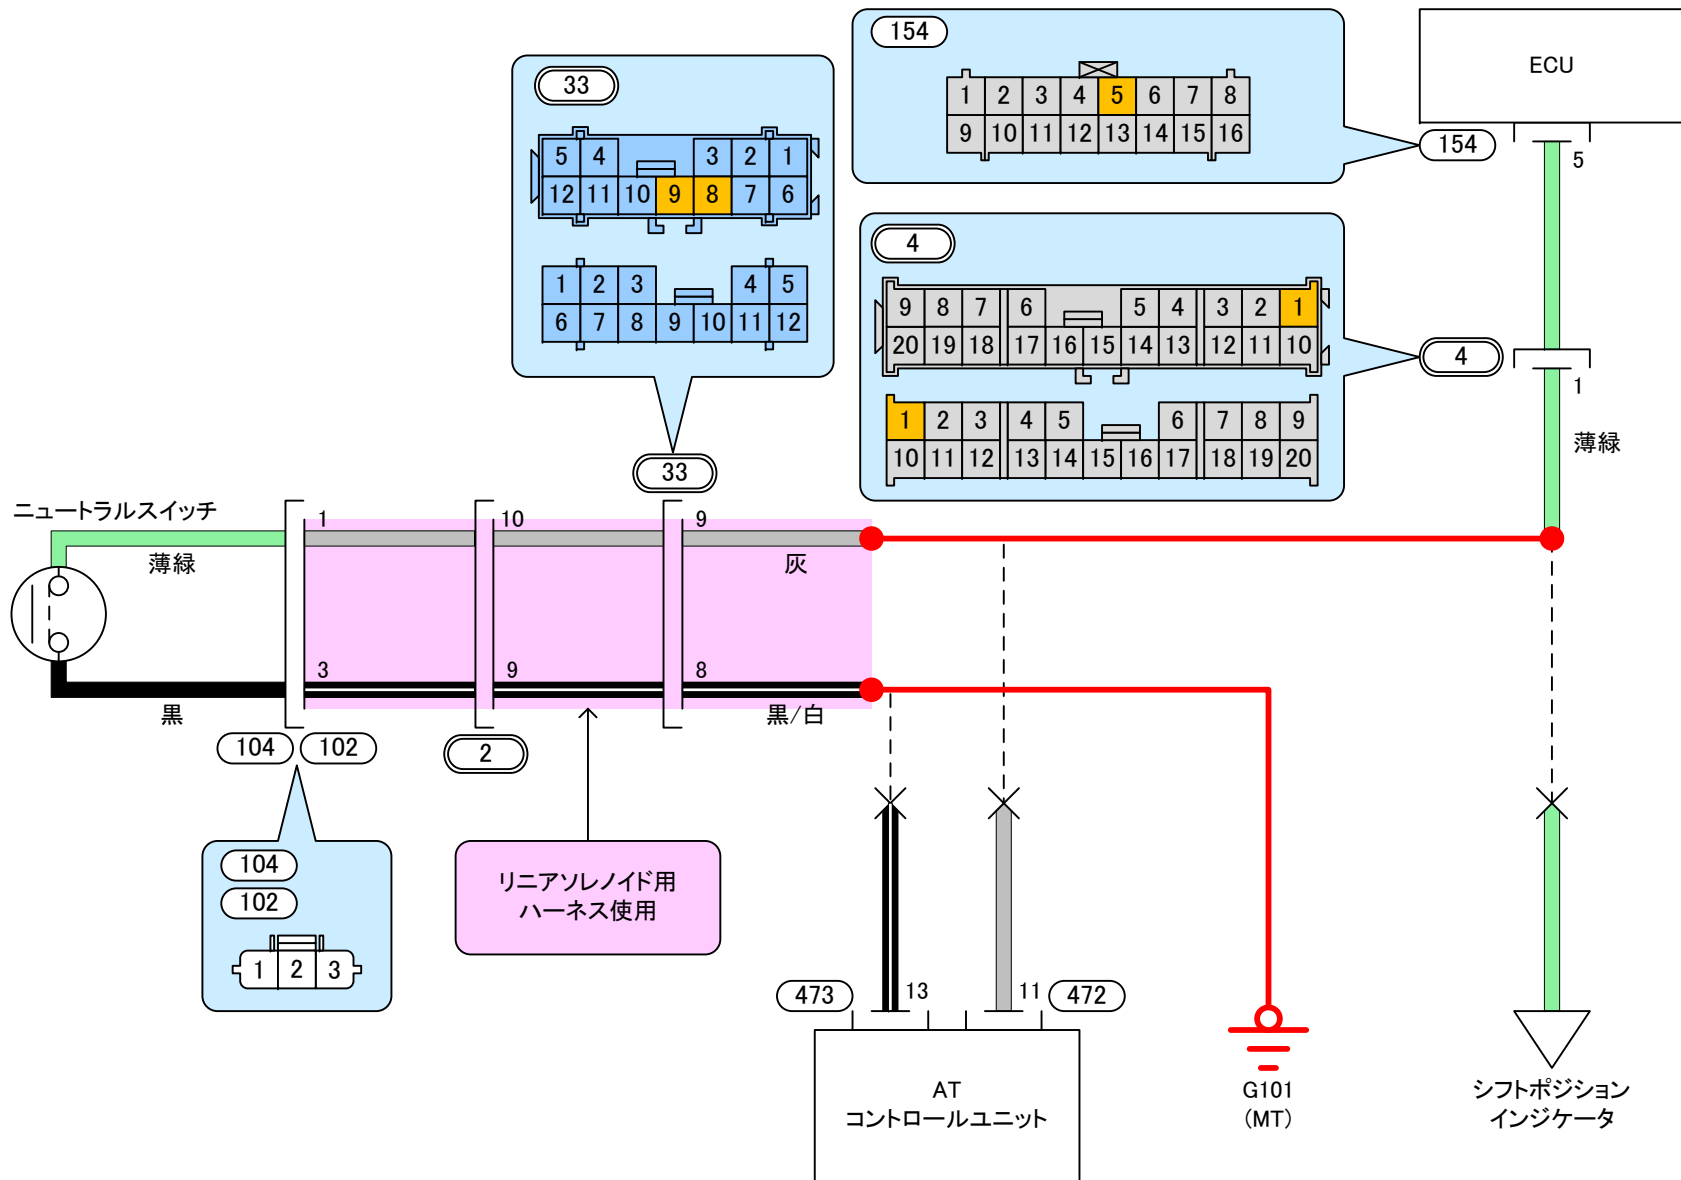 154
1 2 3 4 5 6 7 8
9 10 11 12 13 14 15 16
ECU
154
5
33
5 4 3 2 1
12 11 10 9 8 7 6
1 2 3 4 5
6 7 8 9 10 11 12
33
4
9 8 7 6 5 4 3 2 1
20 19 18 17 16 15 14 13 12 11 10
1 2 3 4 5 6 7 8 9
10 11 12 13 14 15 16 17 18 19 20
4
1
薄緑
ニュートラルスイッチ
薄緑
黒
1
10
9
灰
3
9
8
黒/白
104
102
2
104
102
1 2 3
リニアソレノイド用
ハーネス使用
473
13
11
472
AT
コントロールユニット
G101
(MT)
シフトポジション
インジケータ